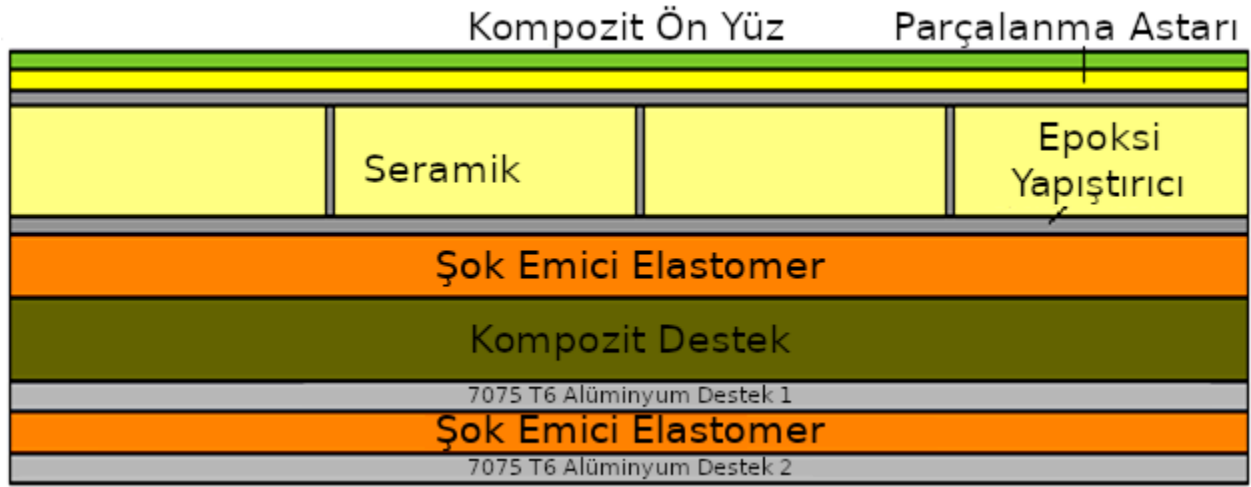 Kompozit Ön Yüz
Parçalanma Astarı
Seramik
Epoksi
Yapıştırıcı
Şok Emici Elastomer
Kompozit Destek
7075 T6 Alüminyum Destek 1
Şok Emici Elastomer
7075 T6 Alüminyum Destek 2